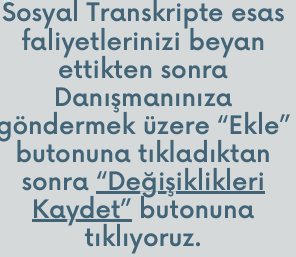 Sosyal Transkripte esas
faliyetlerinizi beyan
ettikten sonra
Danışmanınıza
göndermek üzere “Ekle”
butonuna tıkladıktan
sonra “Değişiklikleri
Kaydet” butonuna
tıklıyoruz.